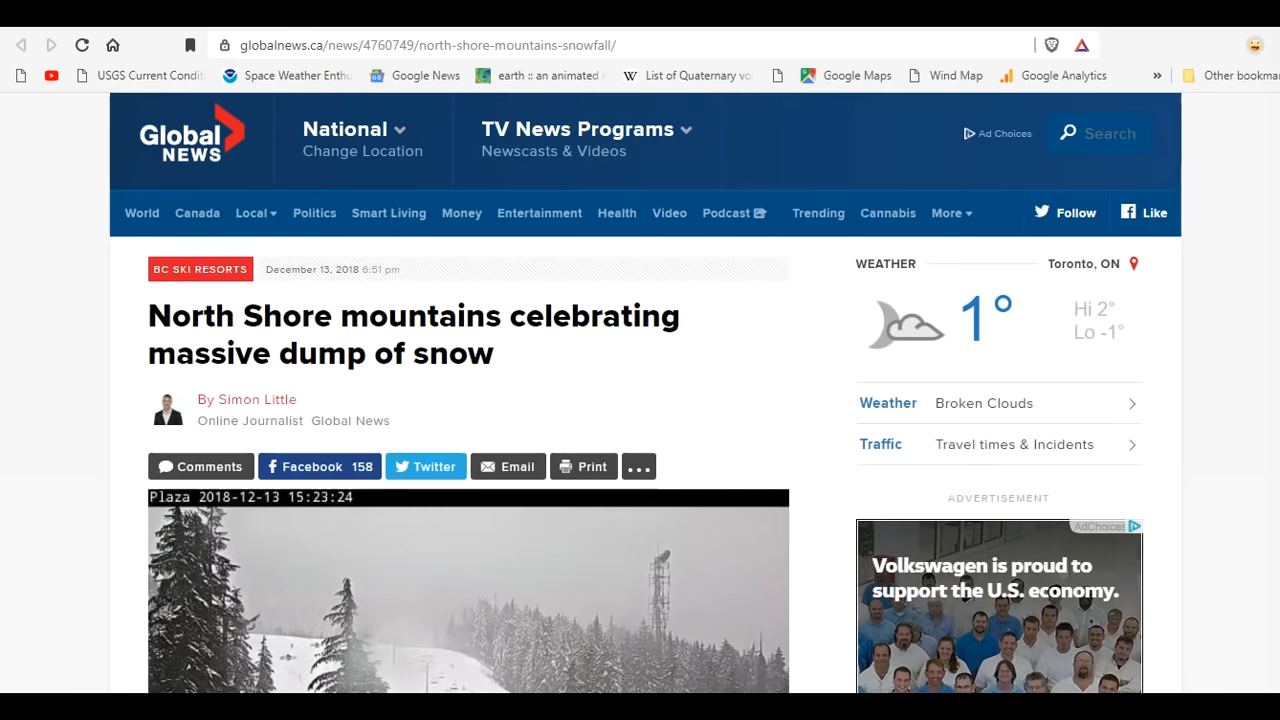 globalnews.ca/news/4760749/north-shore-mountains-snowfall/
USGS Current Condit
Space Weather Enthu
Google News
earth :: an animated
W List of Quaternary vo
Google Maps
Wind Map
Google Analytics
»
Other bookma
Global NEWS
National
Change Location
TV News Programs
Newscasts & Videos
Ad Choices
Search
World Canada Local Politics Smart Living Money Entertainment Health Video Podcast Trending Cannabis More Follow Like
BC SKI RESORTS December 13, 2018 6:51 pm
North Shore mountains celebrating
massive dump of snow
By Simon Little
Online Journalist Global News
Comments Facebook 158 Twitter Email Print ...
Plaza 2018-12-13 15:23:24
WEATHER Toronto, ON
1°
Hi 2°
Lo -1°
Weather Broken Clouds
Traffic Travel times & Incidents
ADVERTISEMENT
AdChoices
Volkswagen is proud to
support the U.S. economy.